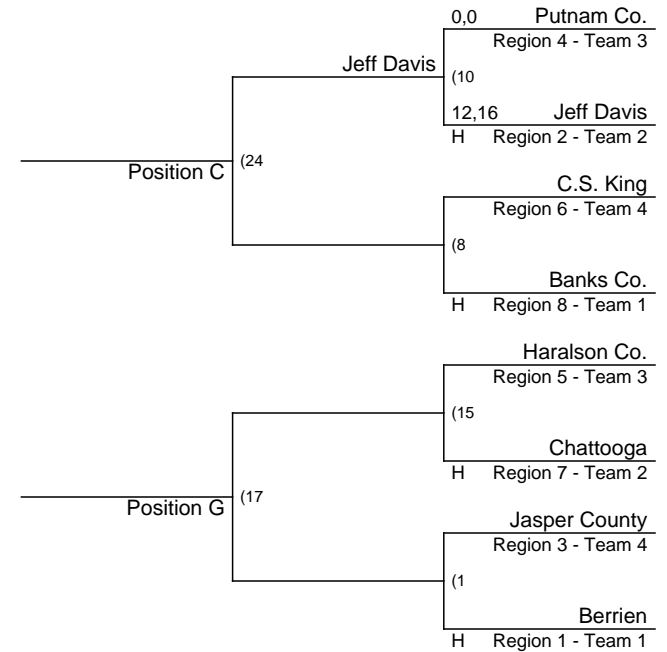 0,0 Putnam Co.
Region 4 - Team 3
Jeff Davis
(10
12,16 Jeff Davis
H Region 2 - Team 2
Position C
(24
C.S. King
Region 6 - Team 4
(8
Banks Co.
H Region 8 - Team 1
Haralson Co.
Region 5 - Team 3
(15
Chattooga
H Region 7 - Team 2
Position G
(17
Jasper County
Region 3 - Team 4
(1
Berrien
H Region 1 - Team 1